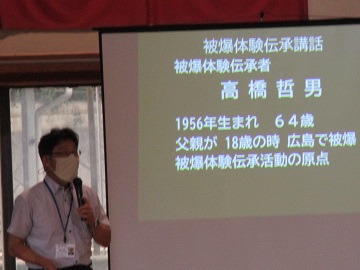 被爆体験伝承講話
被爆体験伝承者
高橋哲男
1956年生まれ　６４歳
父親が 18歳の時 広島で被爆
被爆体験伝承活動の原点